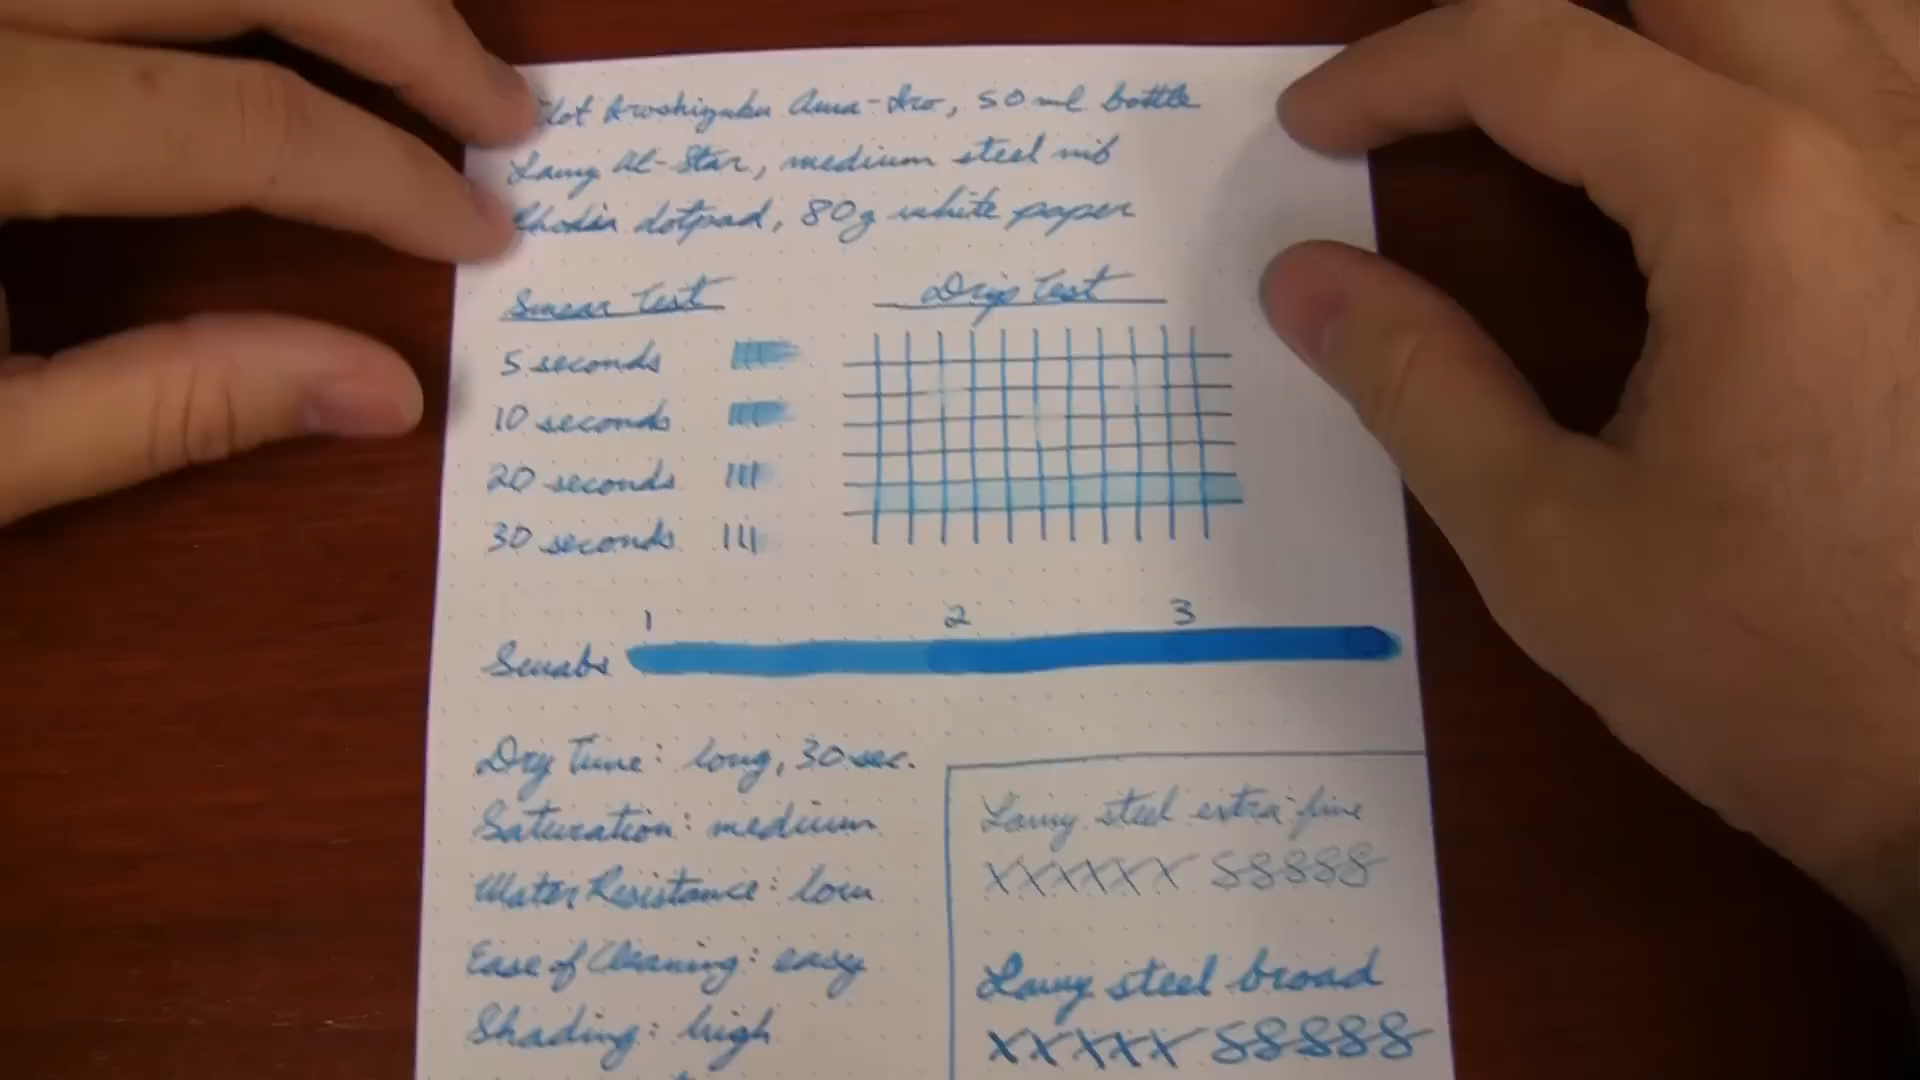 Pilot Iroshizuku Ama-Iro, 50 ml bottle
Lamy Al-Star, medium steel nib
Rhodia dotpad, 80g white paper
Smear Test
5 seconds
10 seconds
20 seconds
30 seconds
Drip Test
1 2 3
Swabs
Dry Time: long, 30 sec.
Saturation: medium
Water Resistance: low
Ease of Cleaning: easy
Shading: high
Lamy steel extra-fine
XXXXXX 88888
Lamy steel broad
XXXXX 88888